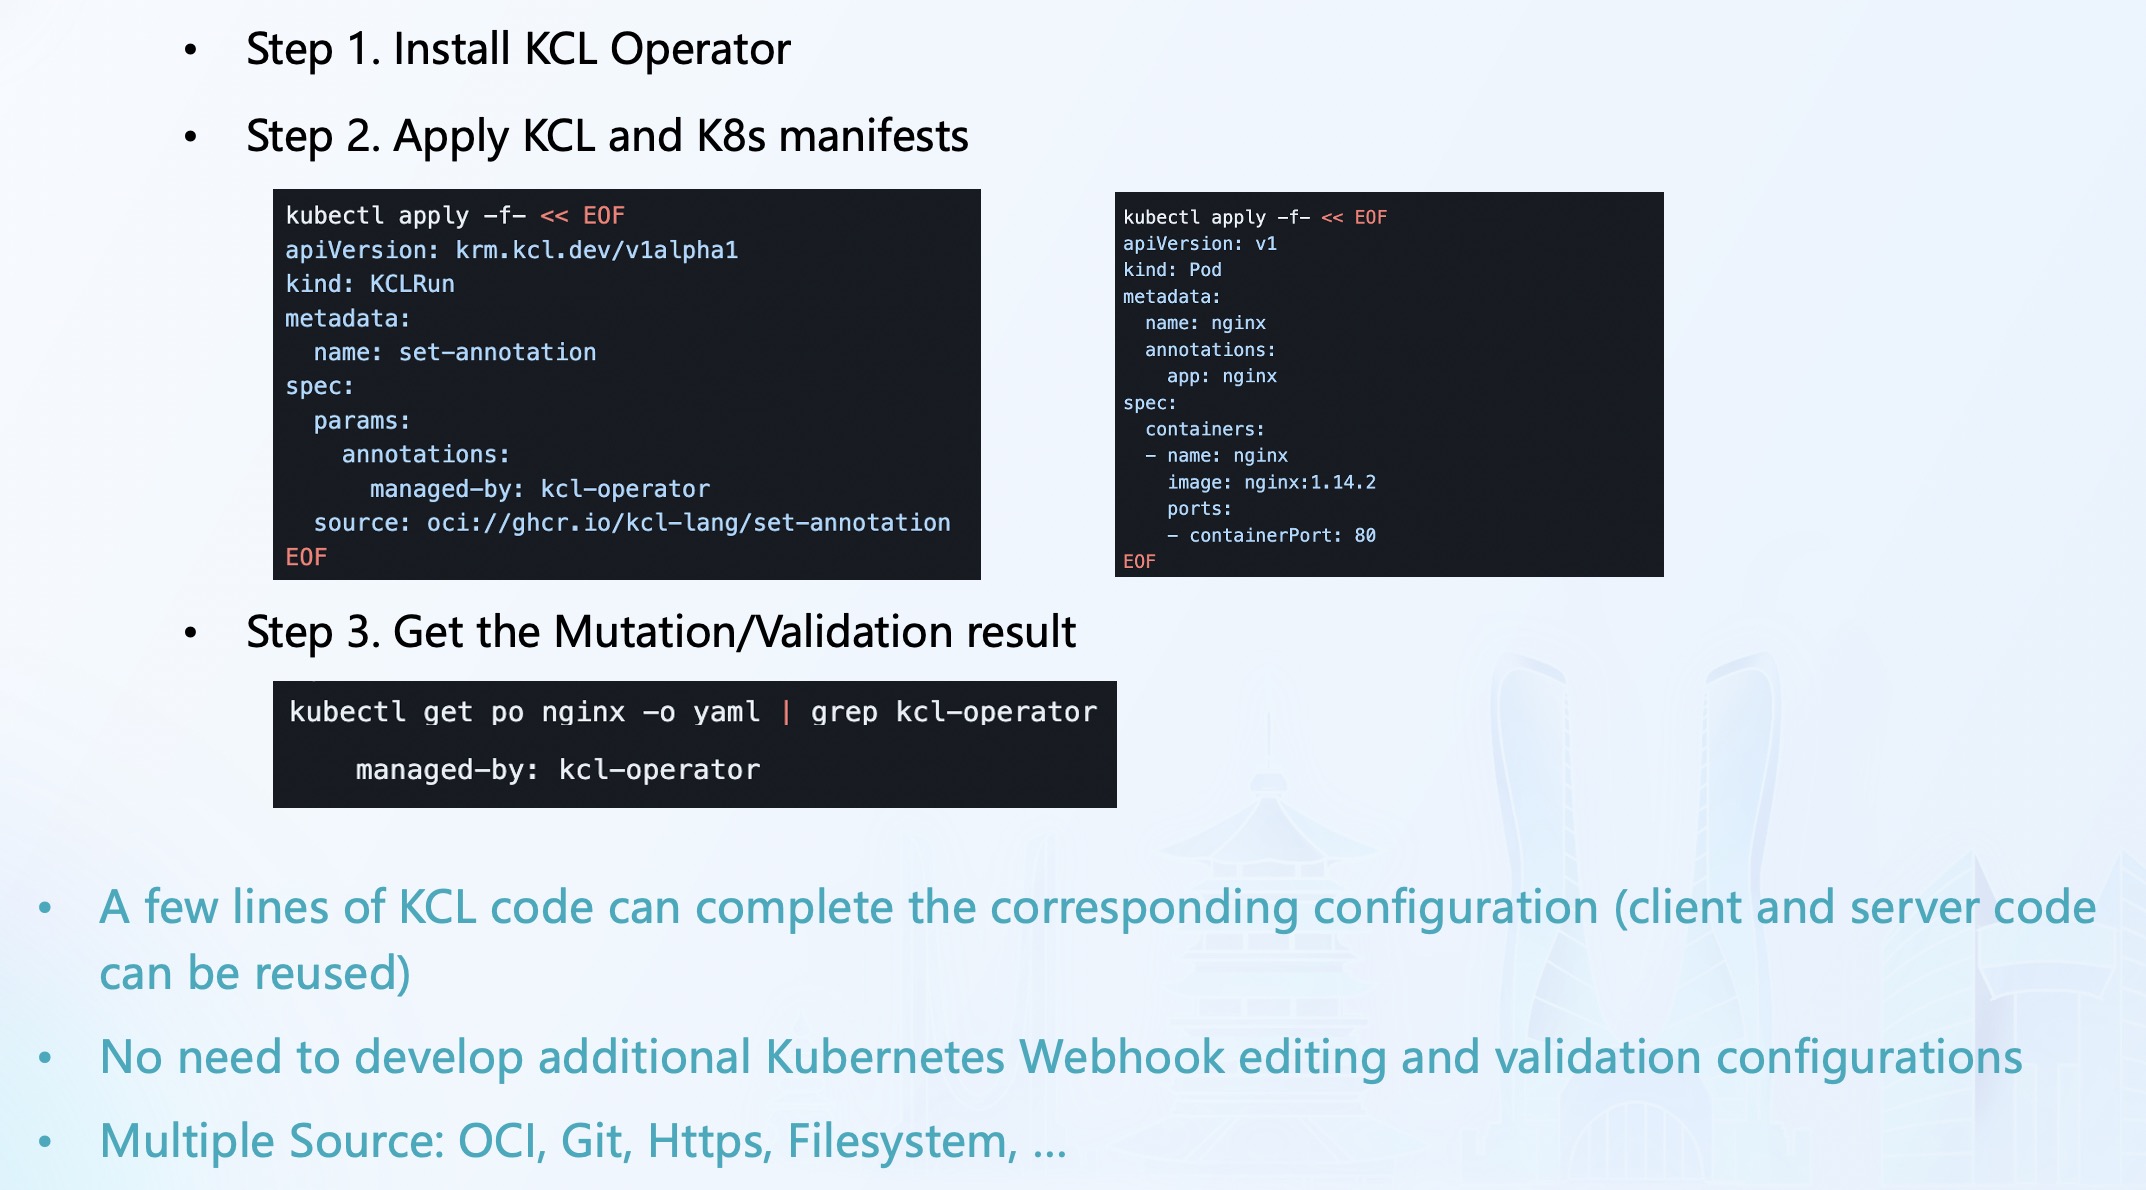 • Step 1. Install KCL Operator
• Step 2. Apply KCL and K8s manifests
kubectl apply -f- << EOF
apiVersion: krm.kcl.dev/v1alpha1
kind: KCLRun
metadata:
  name: set-annotation
spec:
  params:
    annotations:
      managed-by: kcl-operator
  source: oci://ghcr.io/kcl-lang/set-annotation
EOF
kubectl apply -f- << EOF
apiVersion: v1
kind: Pod
metadata:
  name: nginx
  annotations:
    app: nginx
spec:
  containers:
  - name: nginx
    image: nginx:1.14.2
    ports:
    - containerPort: 80
EOF
• Step 3. Get the Mutation/Validation result
kubectl get po nginx -o yaml | grep kcl-operator
    managed-by: kcl-operator
• A few lines of KCL code can complete the corresponding configuration (client and server code
can be reused)
• No need to develop additional Kubernetes Webhook editing and validation configurations
• Multiple Source: OCI, Git, Https, Filesystem, ...